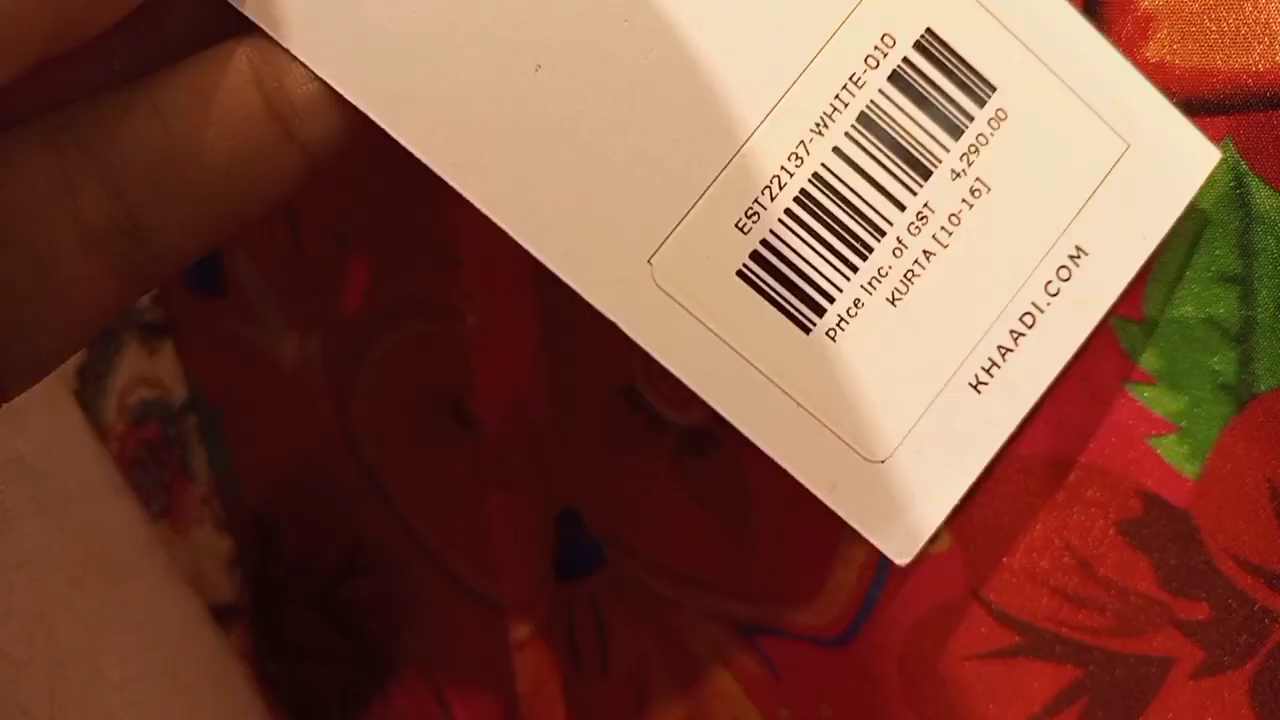 EST22137-WHITE-010
Price Inc. of GST 4,290.00
KURTA [10-16]
KHAADI.COM